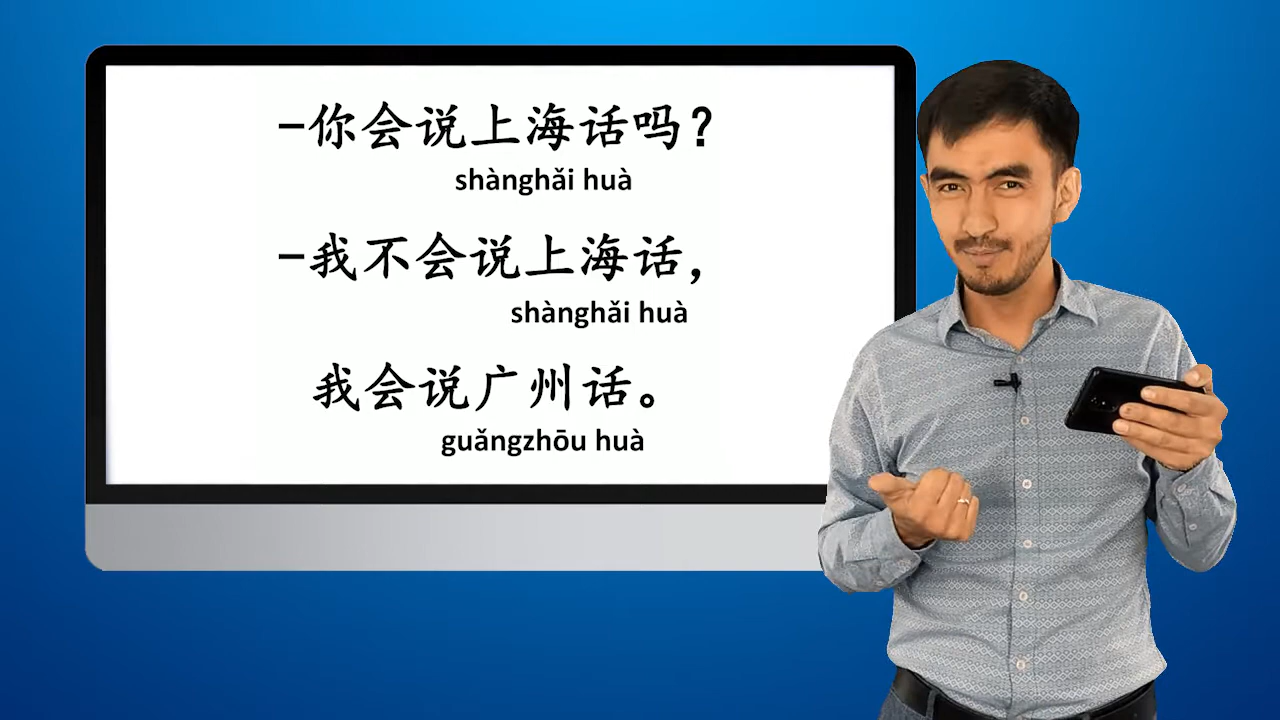 -你会说上海话吗？
shànghǎi huà
-我不会说上海话，
shànghǎi huà
我会说广州话。
guǎngzhōu huà